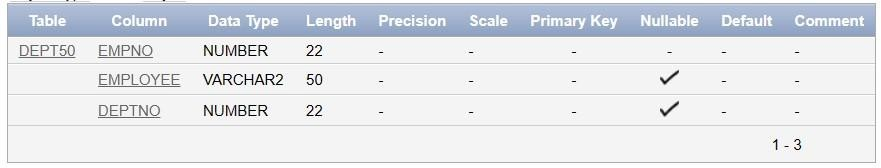 Table Column Data Type Length Precision Scale Primary Key Nullable Default Comment
DEPT50 EMPNO NUMBER 22 - - - - - -
EMPLOYEE VARCHAR2 50 - - - ✓ - -
DEPTNO NUMBER 22 - - - ✓ - -
1 - 3